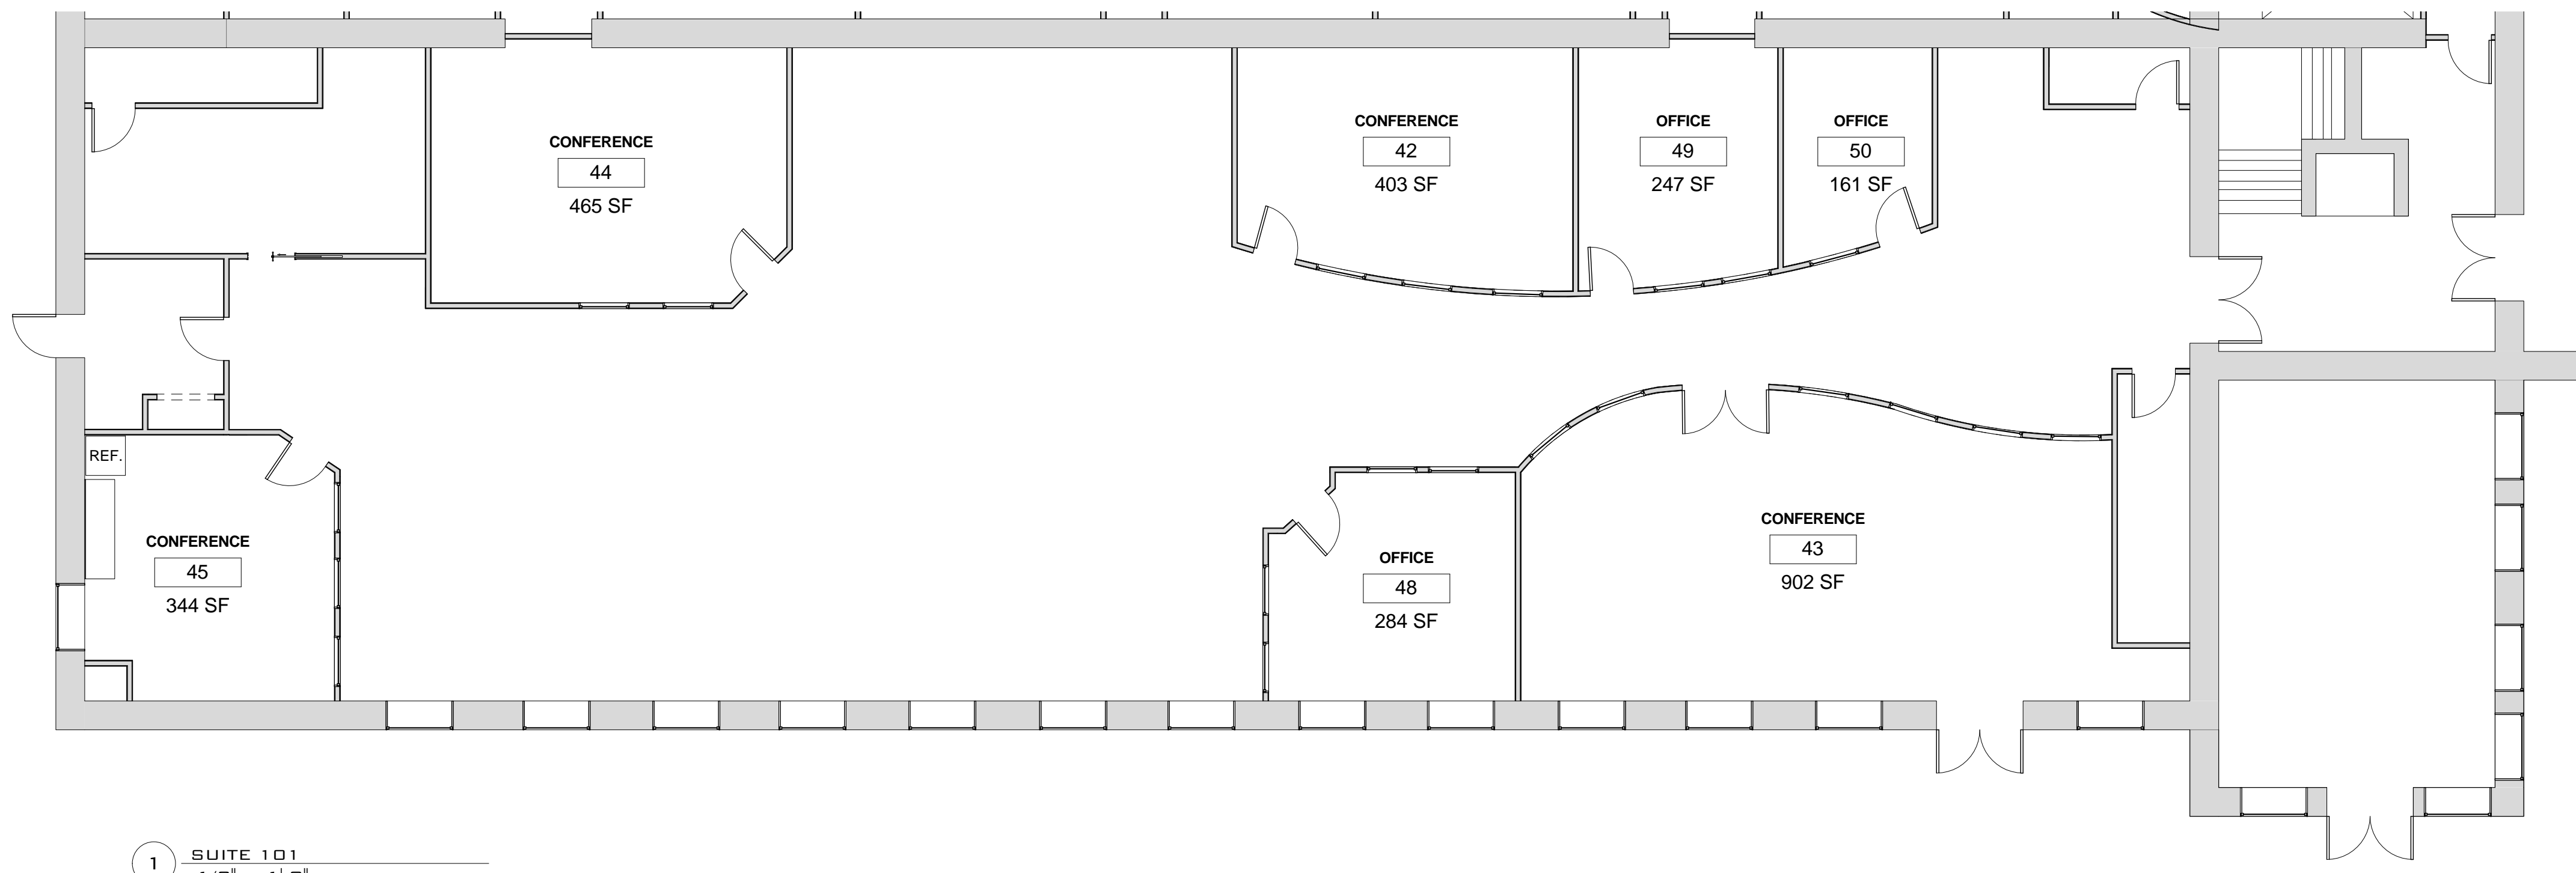 CONFERENCE
44
465 SF
CONFERENCE
42
403 SF
OFFICE
49
247 SF
OFFICE
50
161 SF
REF.
CONFERENCE
45
344 SF
OFFICE
48
284 SF
CONFERENCE
43
902 SF
1
SUITE 101